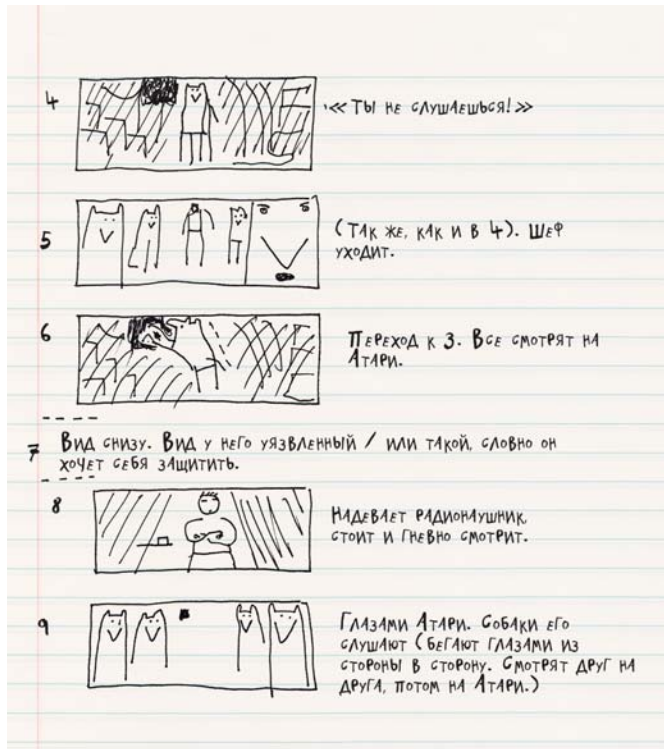 4
«Ты не слушаешься!»
5
(Так же, как и в 4). Шеф
уходит.
6
Переход к 3. Все смотрят на
Атари.
7
Вид снизу. Вид у него уязвленный / или такой, словно он
хочет себя защитить.
8
Надевает радионаушник,
стоит и гневно смотрит.
9
Глазами Атари. Собаки его
слушают (бегают глазами из
стороны в сторону. Смотрят друг на
друга, потом на Атари.)